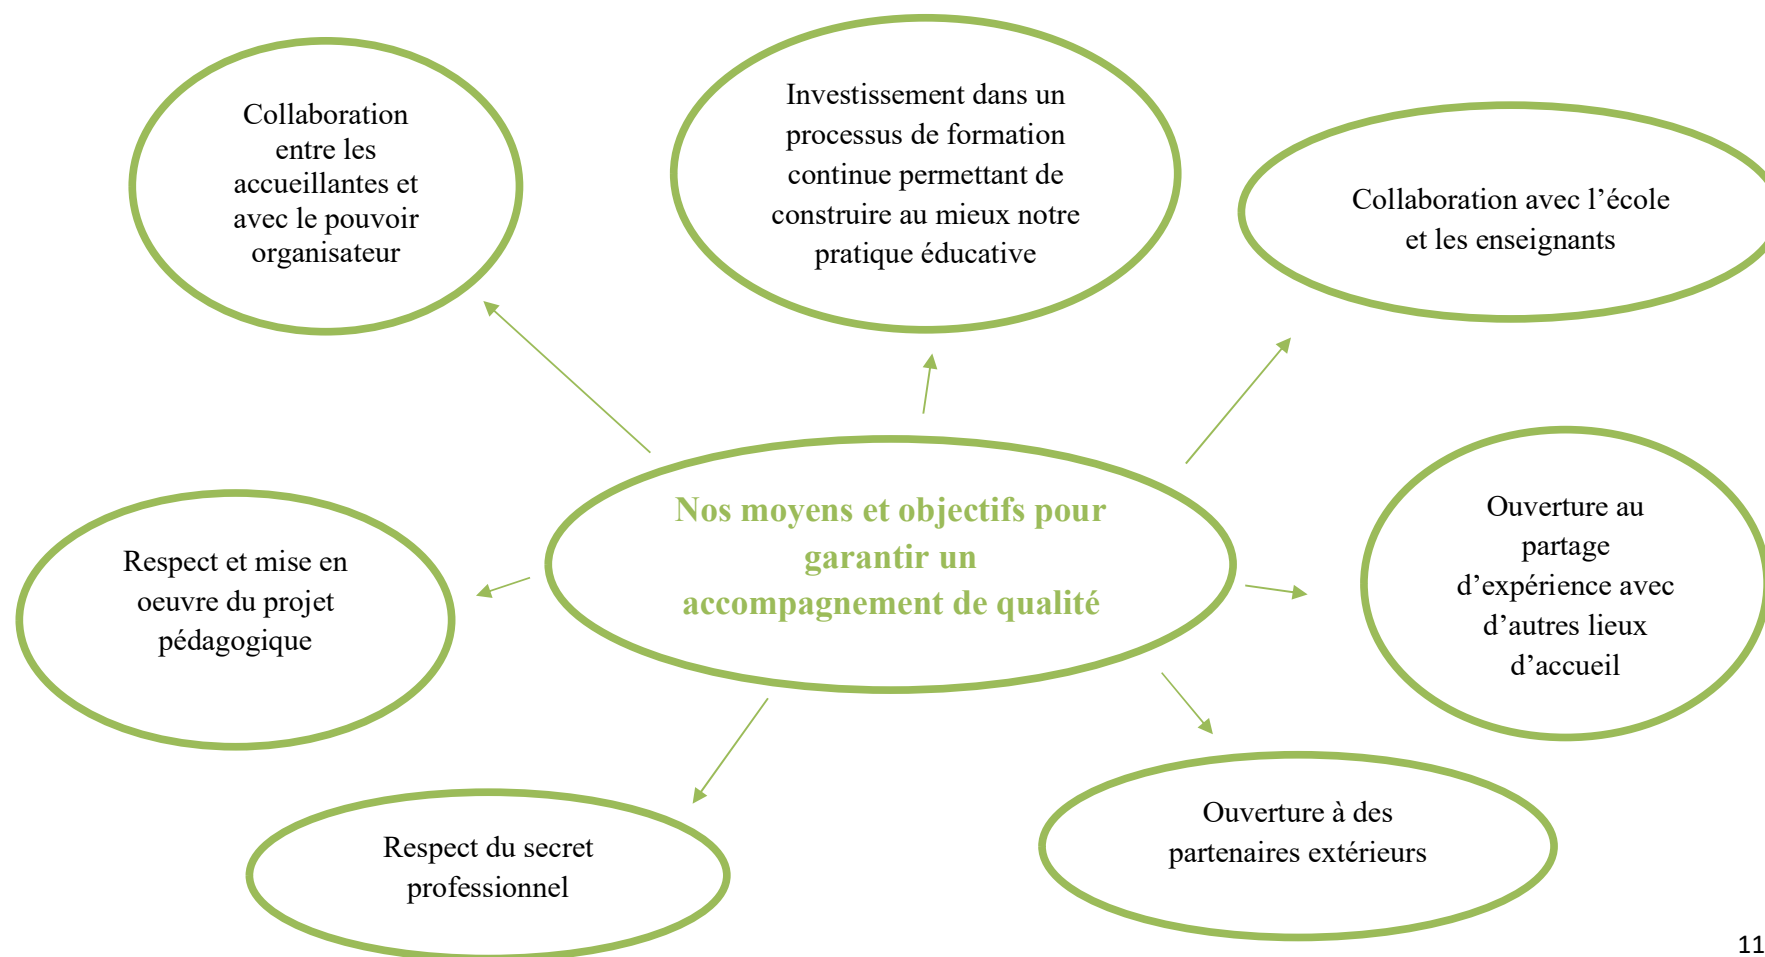 Collaboration
entre les
accueillantes et
avec le pouvoir
organisateur
Investissement dans un
processus de formation
continue permettant de
construire au mieux notre
pratique éducative
Collaboration avec l’école
et les enseignants
Nos moyens et objectifs pour
garantir un
accompagnement de qualité
Ouverture au
partage
d’expérience avec
d’autres lieux
d’accueil
Respect et mise en
oeuvre du projet
pédagogique
Ouverture à des
partenaires extérieurs
Respect du secret
professionnel
11